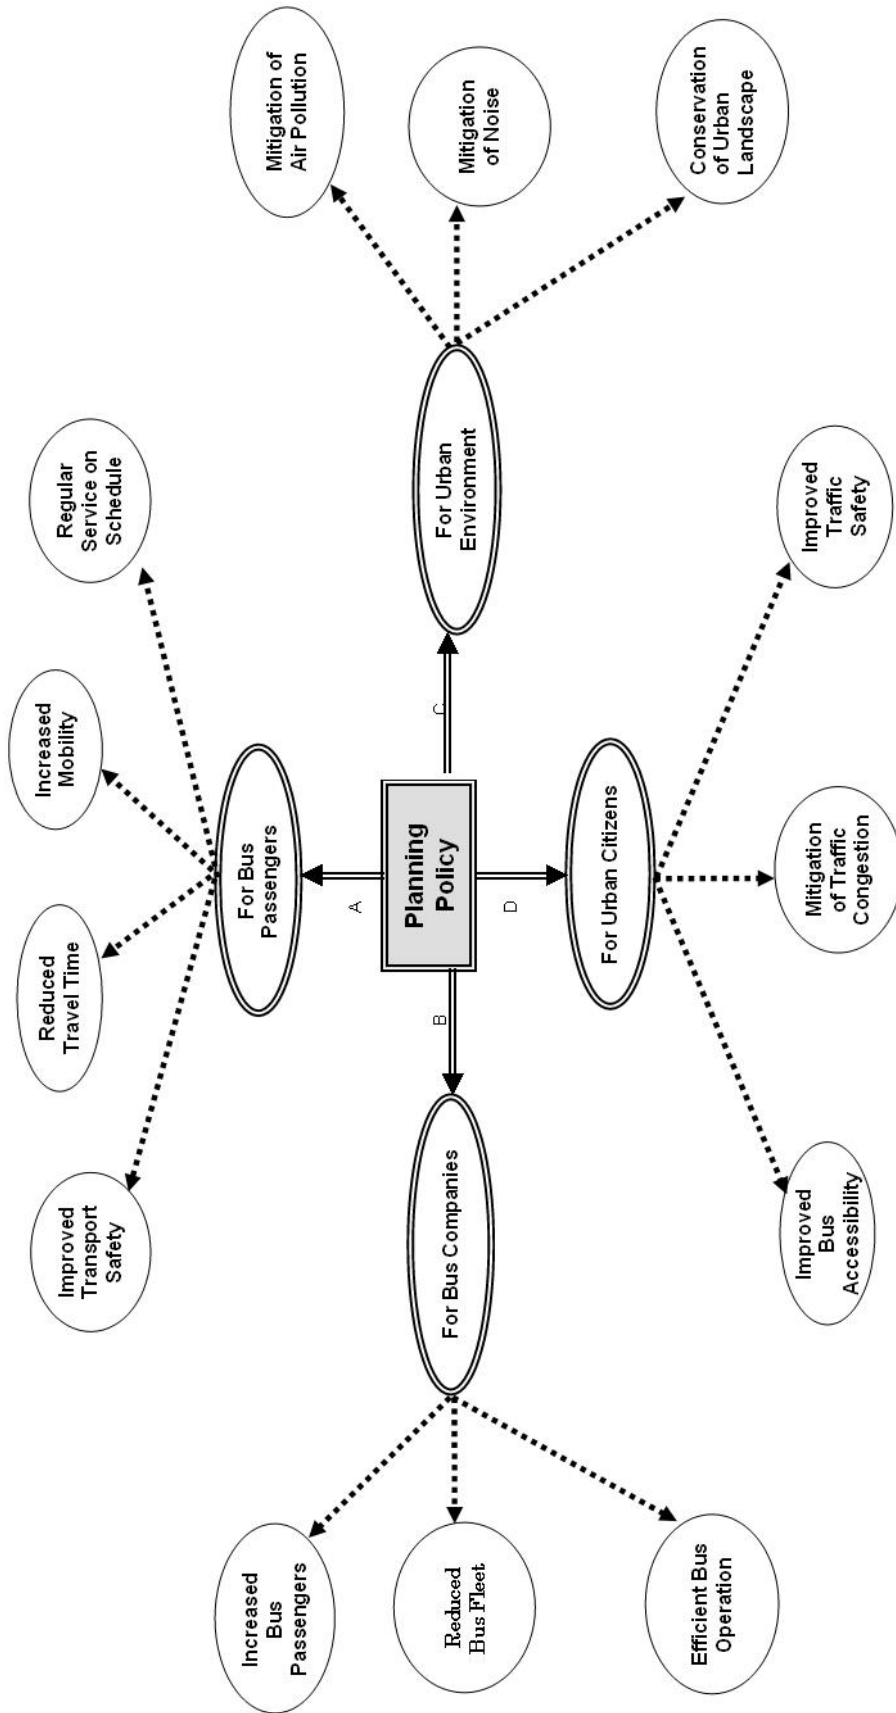 Improved
Transport
Safety
Reduced
Travel Time
Increased
Mobility
Regular
Service on
Schedule
For Bus
Passengers
A
Increased
Bus
Passengers
Reduced
Bus Fleet
Efficient Bus
Operation
For Bus Companies
B
Planning
Policy
C
For Urban
Environment
Mitigation of
Air Pollution
Mitigation
of Noise
Conservation
of Urban
Landscape
D
For Urban Citizens
Improved
Bus
Accessibility
Mitigation
of Traffic
Congestion
Improved
Traffic
Safety